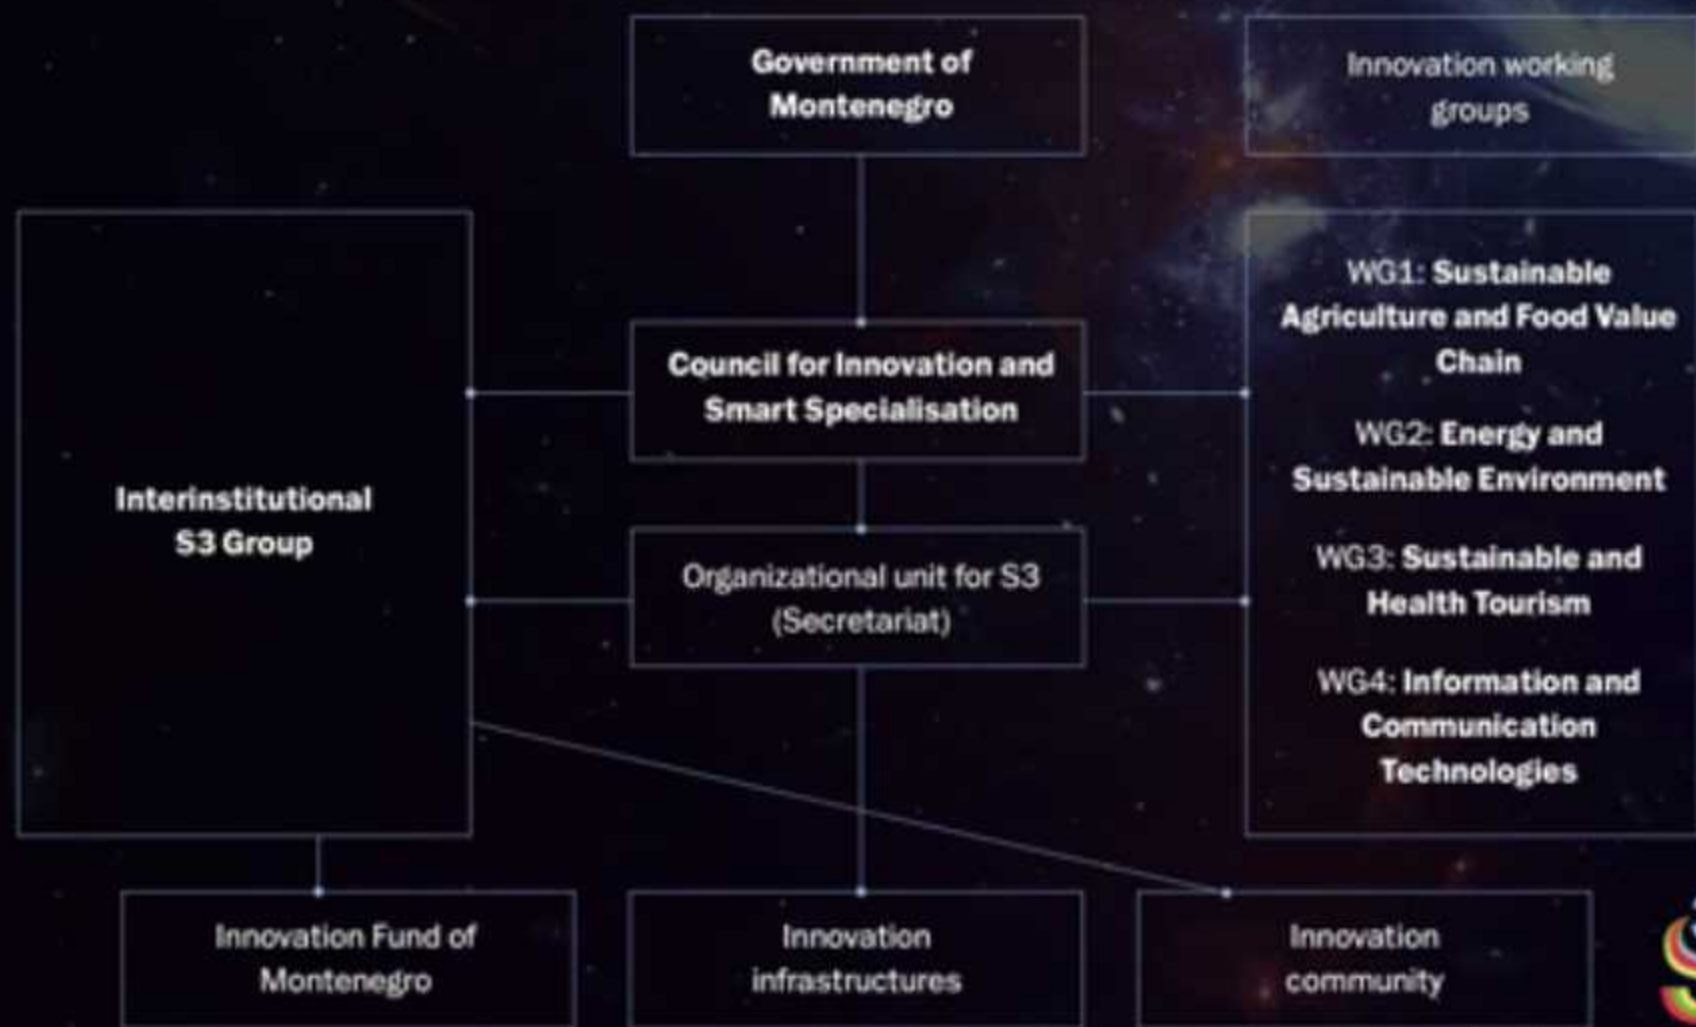 Government of
Montenegro
Innovation working
groups
Interinstitutional
S3 Group
Council for Innovation and
Smart Specialisation
Organizational unit for S3
(Secretariat)
WG1: Sustainable
Agriculture and Food Value
Chain
WG2: Energy and
Sustainable Environment
WG3: Sustainable and
Health Tourism
WG4: Information and
Communication
Technologies
Innovation Fund of
Montenegro
Innovation
infrastructures
Innovation
community